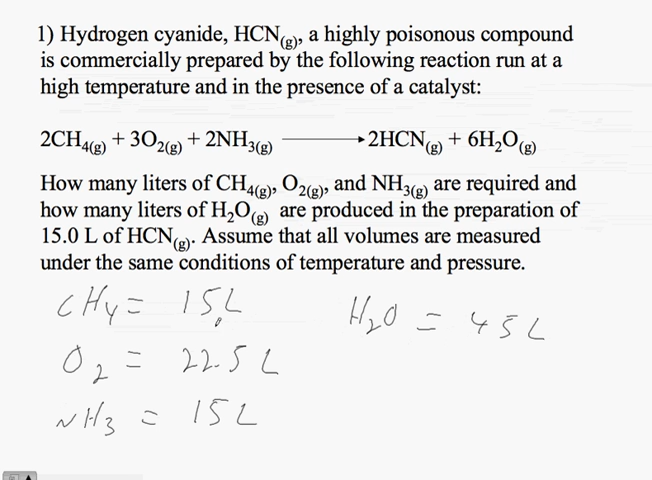 1) Hydrogen cyanide, HCN(g), a highly poisonous compound
is commercially prepared by the following reaction run at a
high temperature and in the presence of a catalyst:
2CH₄(g) + 3O₂(g) + 2NH₃(g) ⟶ 2HCN(g) + 6H₂O(g)
How many liters of CH₄(g), O₂(g), and NH₃(g) are required and
how many liters of H₂O(g) are produced in the preparation of
15.0 L of HCN(g). Assume that all volumes are measured
under the same conditions of temperature and pressure.
CH₄ = 15.L
H₂O = 45L
O₂ = 22.5L
NH₃ = 15L